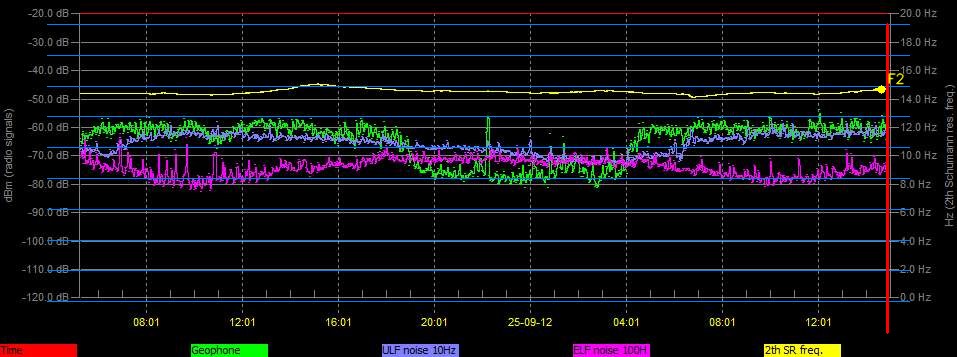 -20.0 dB 20.0 Hz
-30.0 dB 18.0 Hz
-40.0 dB 16.0 Hz
F2
-50.0 dB 14.0 Hz
-60.0 dB 12.0 Hz
-70.0 dB 10.0 Hz
-80.0 dB 8.0 Hz
-90.0 dB 6.0 Hz
-100.0 dB 4.0 Hz
-110.0 dB 2.0 Hz
-120.0 dB 0.0 Hz
dBm (radio signals)
Hz (2th Schumann res. freq.)
08:01 12:01 16:01 20:01 25-09-12 04:01 08:01 12:01
Time Geophone ULF noise 10Hz ELF noise 100H 2th SR freq.